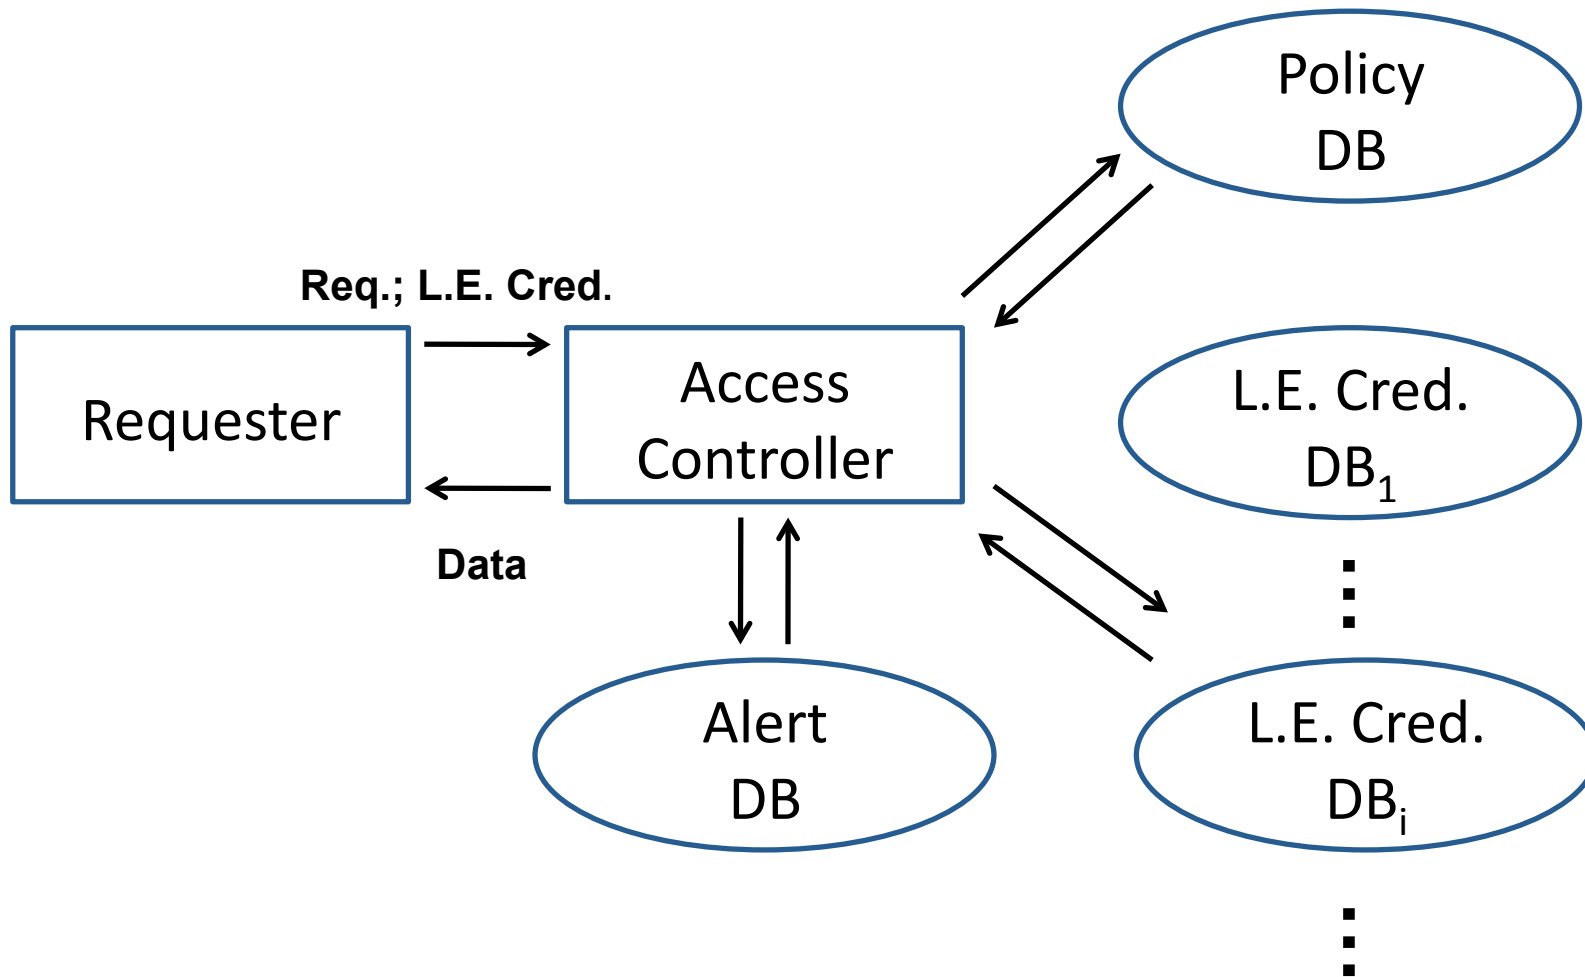 Policy
DB
Req.; L.E. Cred.
Requester
Access
Controller
L.E. Cred.
DB₁
Data
Alert
DB
L.E. Cred.
DBᵢ